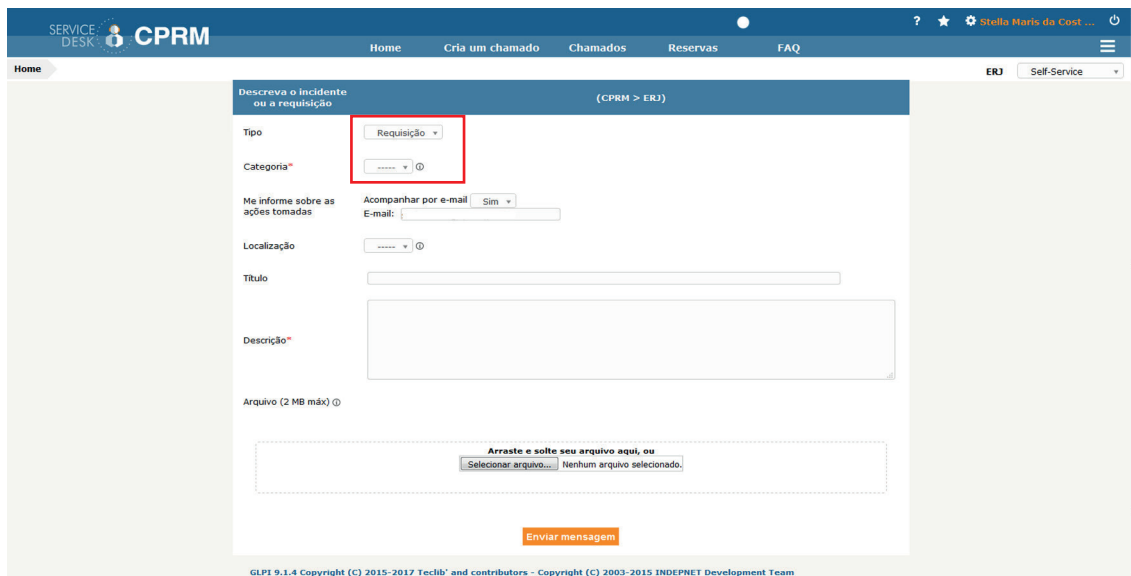 SERVICE
DESK CPRM
? Stella Maris da Cost ...
Home Cria um chamado Chamados Reservas FAQ
Home
ERJ Self-Service
Descreva o incidente
ou a requisição
(CPRM > ERJ)
Tipo Requisição
Categoria* -----
Me informe sobre as
ações tomadas
Acompanhar por e-mail Sim
E-mail:
Localização -----
Título
Descrição*
Arquivo (2 MB máx)
Arraste e solte seu arquivo aqui, ou
Selecionar arquivo... Nenhum arquivo selecionado.
Enviar mensagem
GLPI 9.1.4 Copyright (C) 2015-2017 Teclib' and contributors - Copyright (C) 2003-2015 INDEPNET Development Team